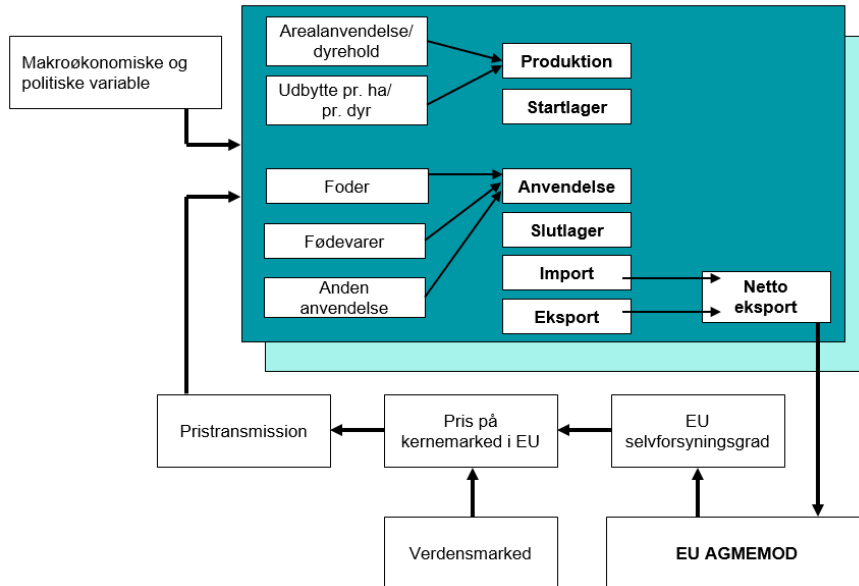 Makroøkonomiske og
politiske variable
Arealanvendelse/
dyrehold
Udbytte pr. ha/
pr. dyr
Produktion
Startlager
Foder
Fødevarer
Anden
anvendelse
Anvendelse
Slutlager
Import
Eksport
Netto
eksport
Pristransmission
Pris på
kernemarked i EU
EU
selvforsyningsgrad
Verdensmarked
EU AGMEMOD